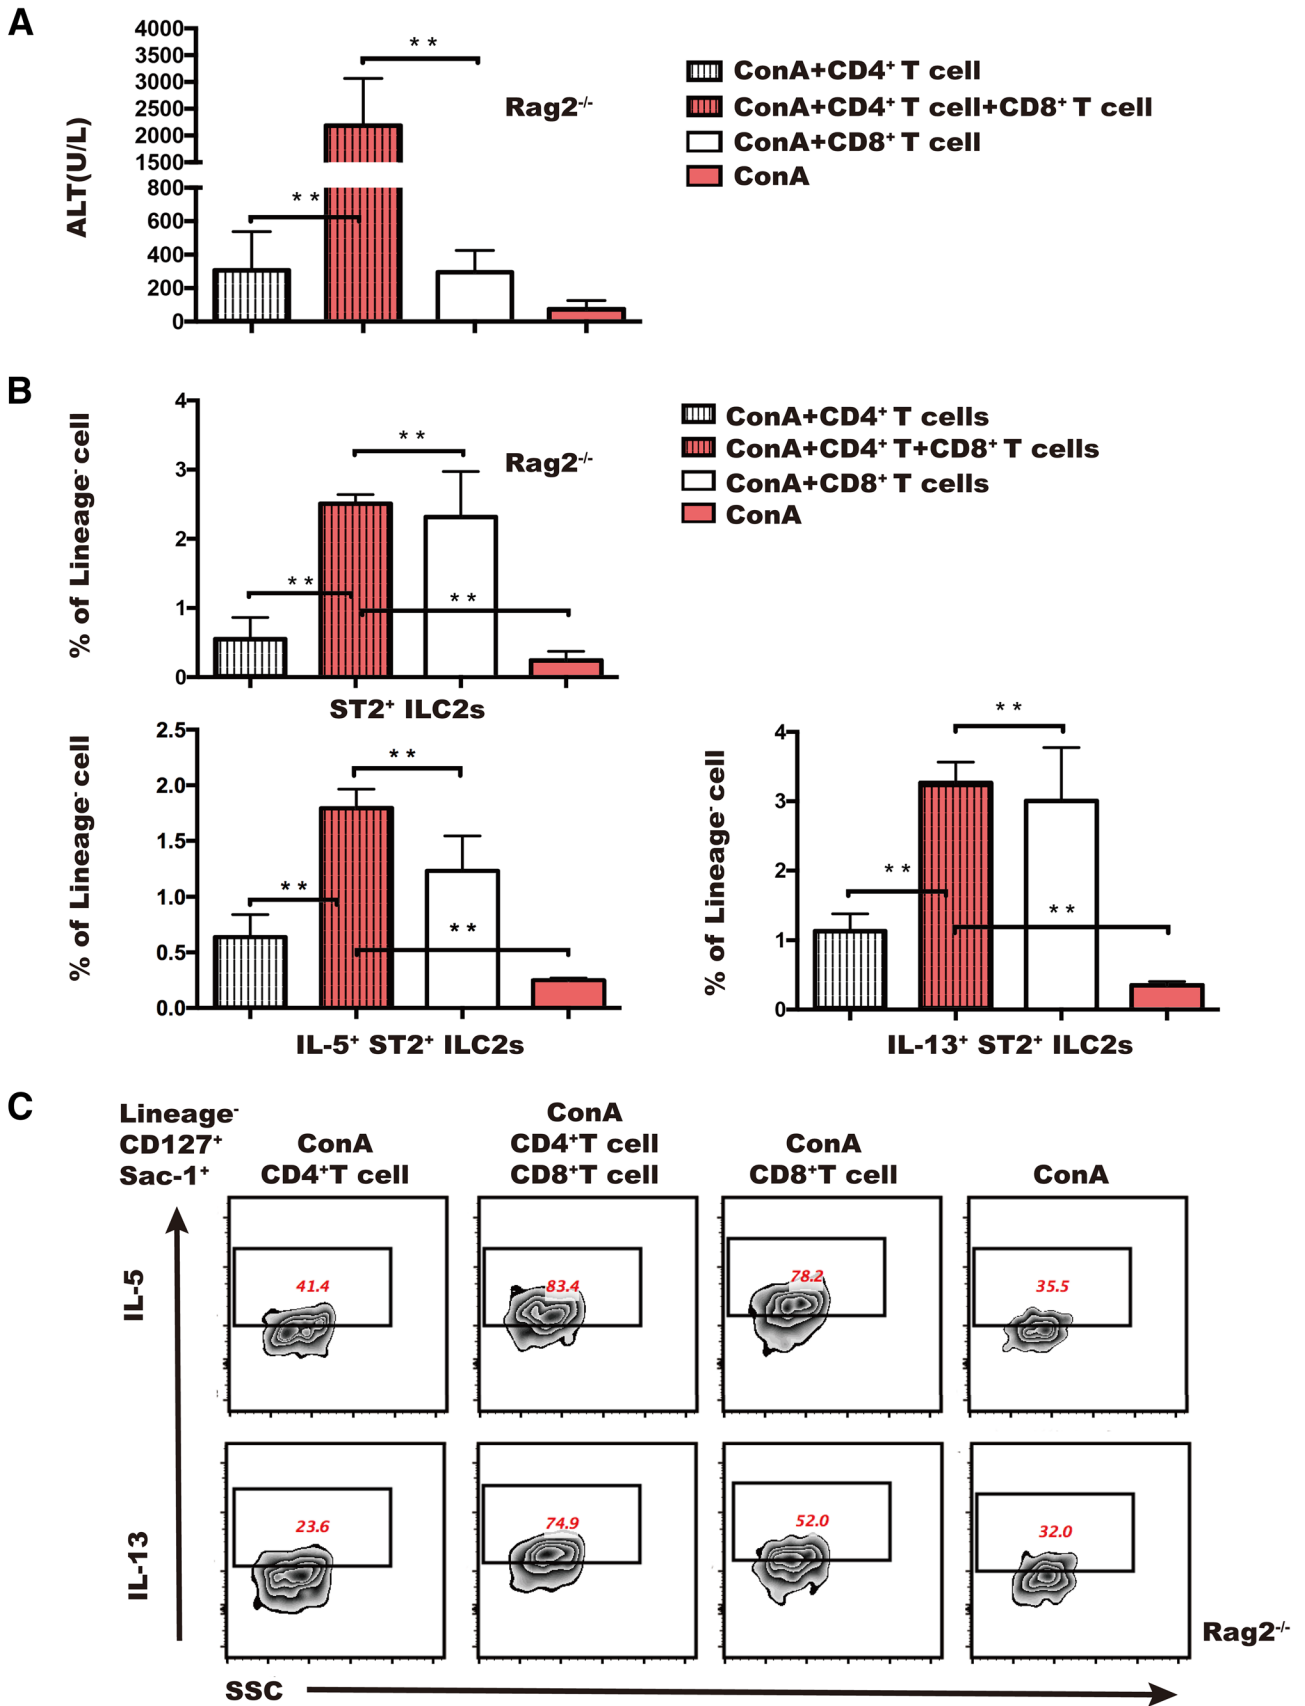 A
4000
3500
3000
2500
2000
1500
800
600
400
200
0
ALT(U/L)
* *
* *
Rag2-/-
ConA+CD4+ T cell
ConA+CD4+ T cell+CD8+ T cell
ConA+CD8+ T cell
ConA
B
4
3
2
1
0
% of Lineage- cell
* *
* *
* *
Rag2-/-
ST2+ ILC2s
ConA+CD4+ T cells
ConA+CD4+ T+CD8+ T cells
ConA+CD8+ T cells
ConA
2.5
2.0
1.5
1.0
0.5
0.0
% of Lineage- cell
* *
* *
* *
IL-5+ ST2+ ILC2s
4
3
2
1
0
% of Lineage- cell
* *
* *
* *
IL-13+ ST2+ ILC2s
C
Lineage-
CD127+
Sac-1+
ConA
CD4+T cell
ConA
CD4+T cell
CD8+T cell
ConA
CD8+T cell
ConA
IL-5
41.4
83.4
78.2
35.5
IL-13
23.6
74.9
52.0
32.0
Rag2-/-
SSC